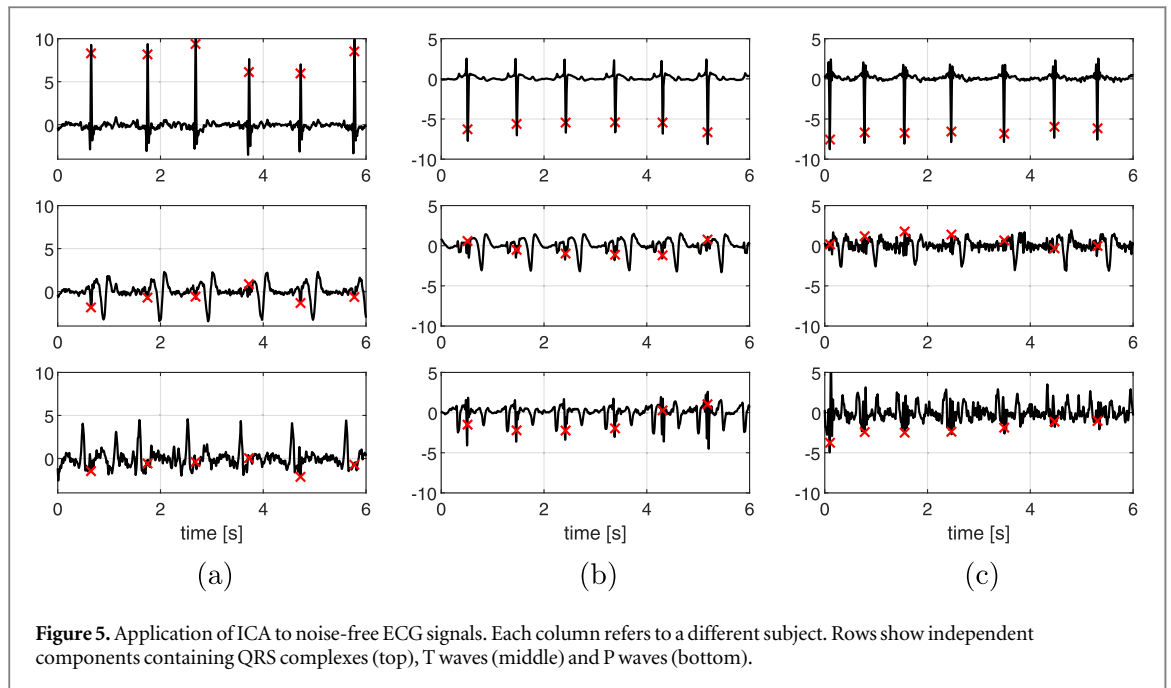 10
5
0
0 2 4 6
5
0
-5
-10
0 2 4 6
5
0
-5
-10
0 2 4 6
10
5
0
0 2 4 6
5
0
-5
-10
0 2 4 6
5
0
-5
-10
0 2 4 6
10
5
0
0 2 4 6
time [s]
5
0
-5
-10
0 2 4 6
time [s]
5
0
-5
-10
0 2 4 6
time [s]
(a)
(b)
(c)
Figure 5. Application of ICA to noise-free ECG signals. Each column refers to a different subject. Rows show independent
components containing QRS complexes (top), T waves (middle) and P waves (bottom).